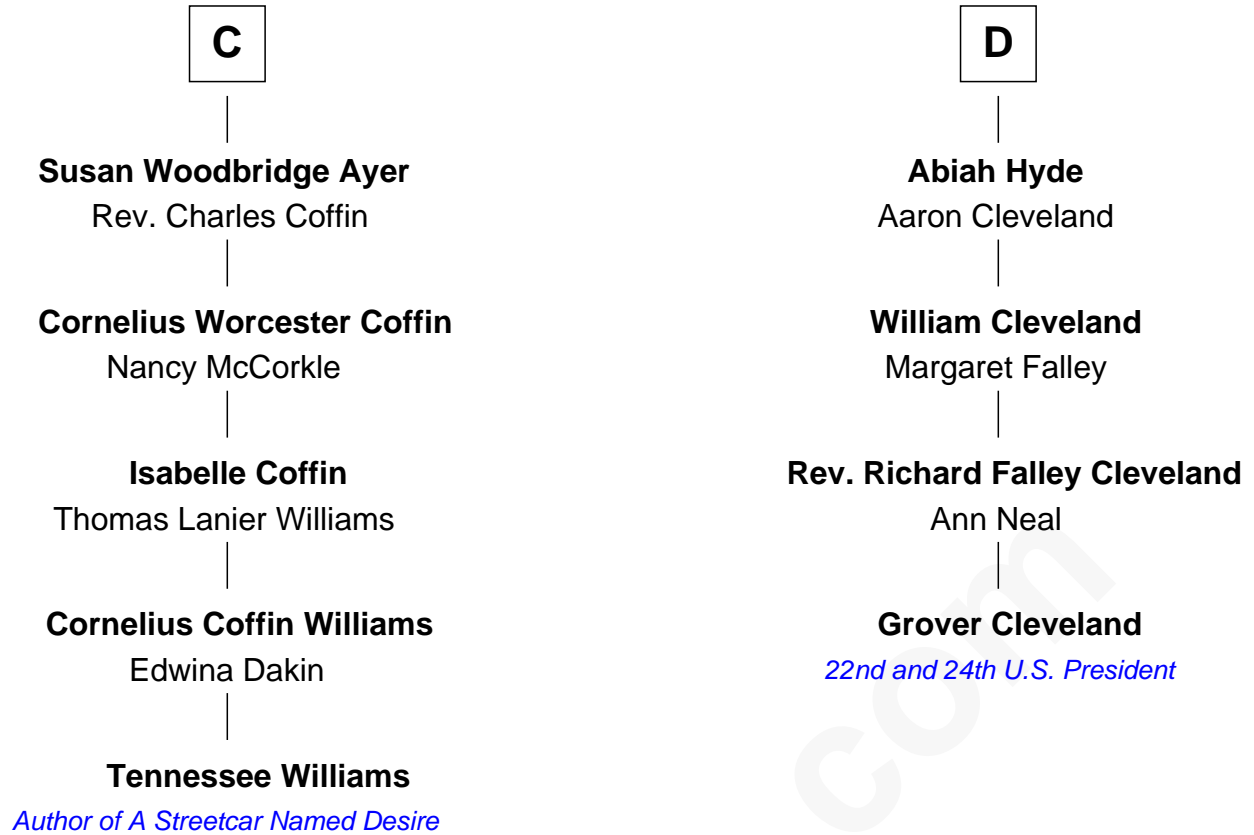 C
Susan Woodbridge Ayer
Rev. Charles Coffin
Cornelius Worcester Coffin
Nancy McCorkle
Isabelle Coffin
Thomas Lanier Williams
Cornelius Coffin Williams
Edwina Dakin
Tennessee Williams
Author of A Streetcar Named Desire
D
Abiah Hyde
Aaron Cleveland
William Cleveland
Margaret Falley
Rev. Richard Falley Cleveland
Ann Neal
Grover Cleveland
22nd and 24th U.S. President
com